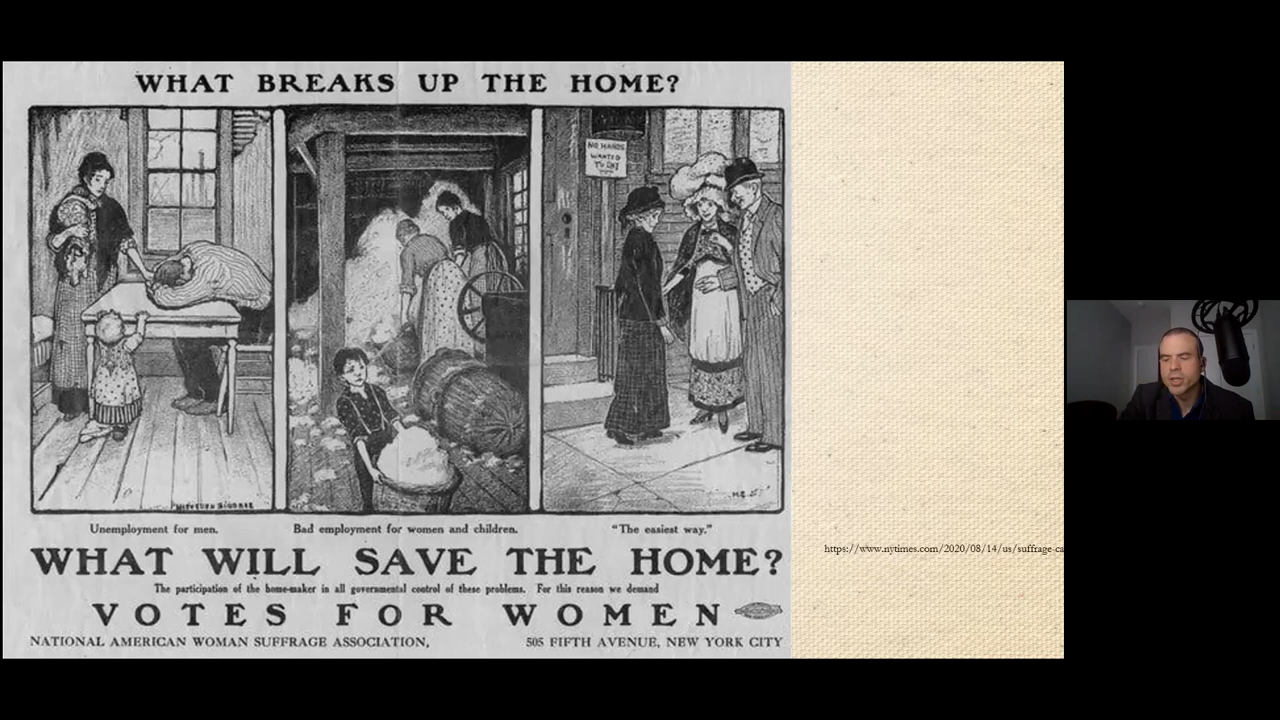 WHAT BREAKS UP THE HOME?
NO HANDS
WANTED
Unemployment for men.
Bad employment for women and children.
"The easiest way."
WHAT WILL SAVE THE HOME?
The participation of the home-maker in all governmental control of these problems. For this reason we demand
VOTES FOR WOMEN
NATIONAL AMERICAN WOMAN SUFFRAGE ASSOCIATION,
505 FIFTH AVENUE, NEW YORK CITY
https://www.nytimes.com/2020/08/14/us/suffrage-ca